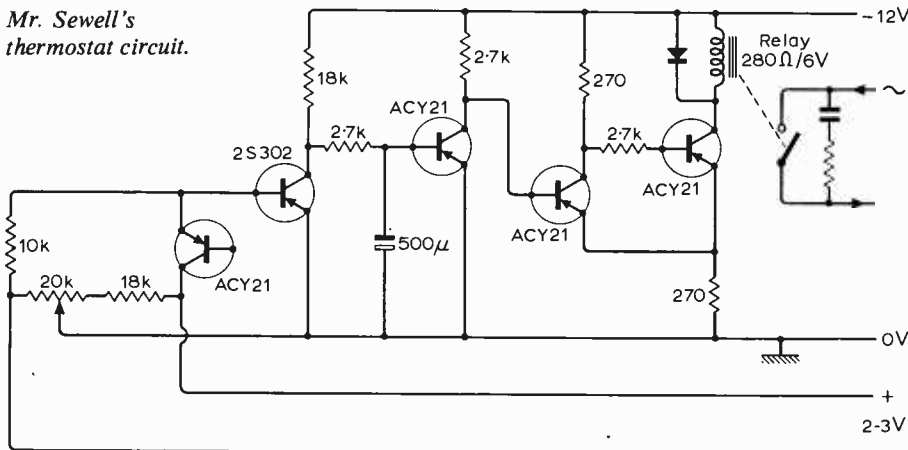 Mr. Sewell's
thermostat circuit.
-12V
18k
2·7k
270
Relay
280Ω/6V
ACY21
2S302
2·7k
2·7k
ACY21
ACY21
500μ
10k
ACY21
20k
18k
270
0V
+
2-3V